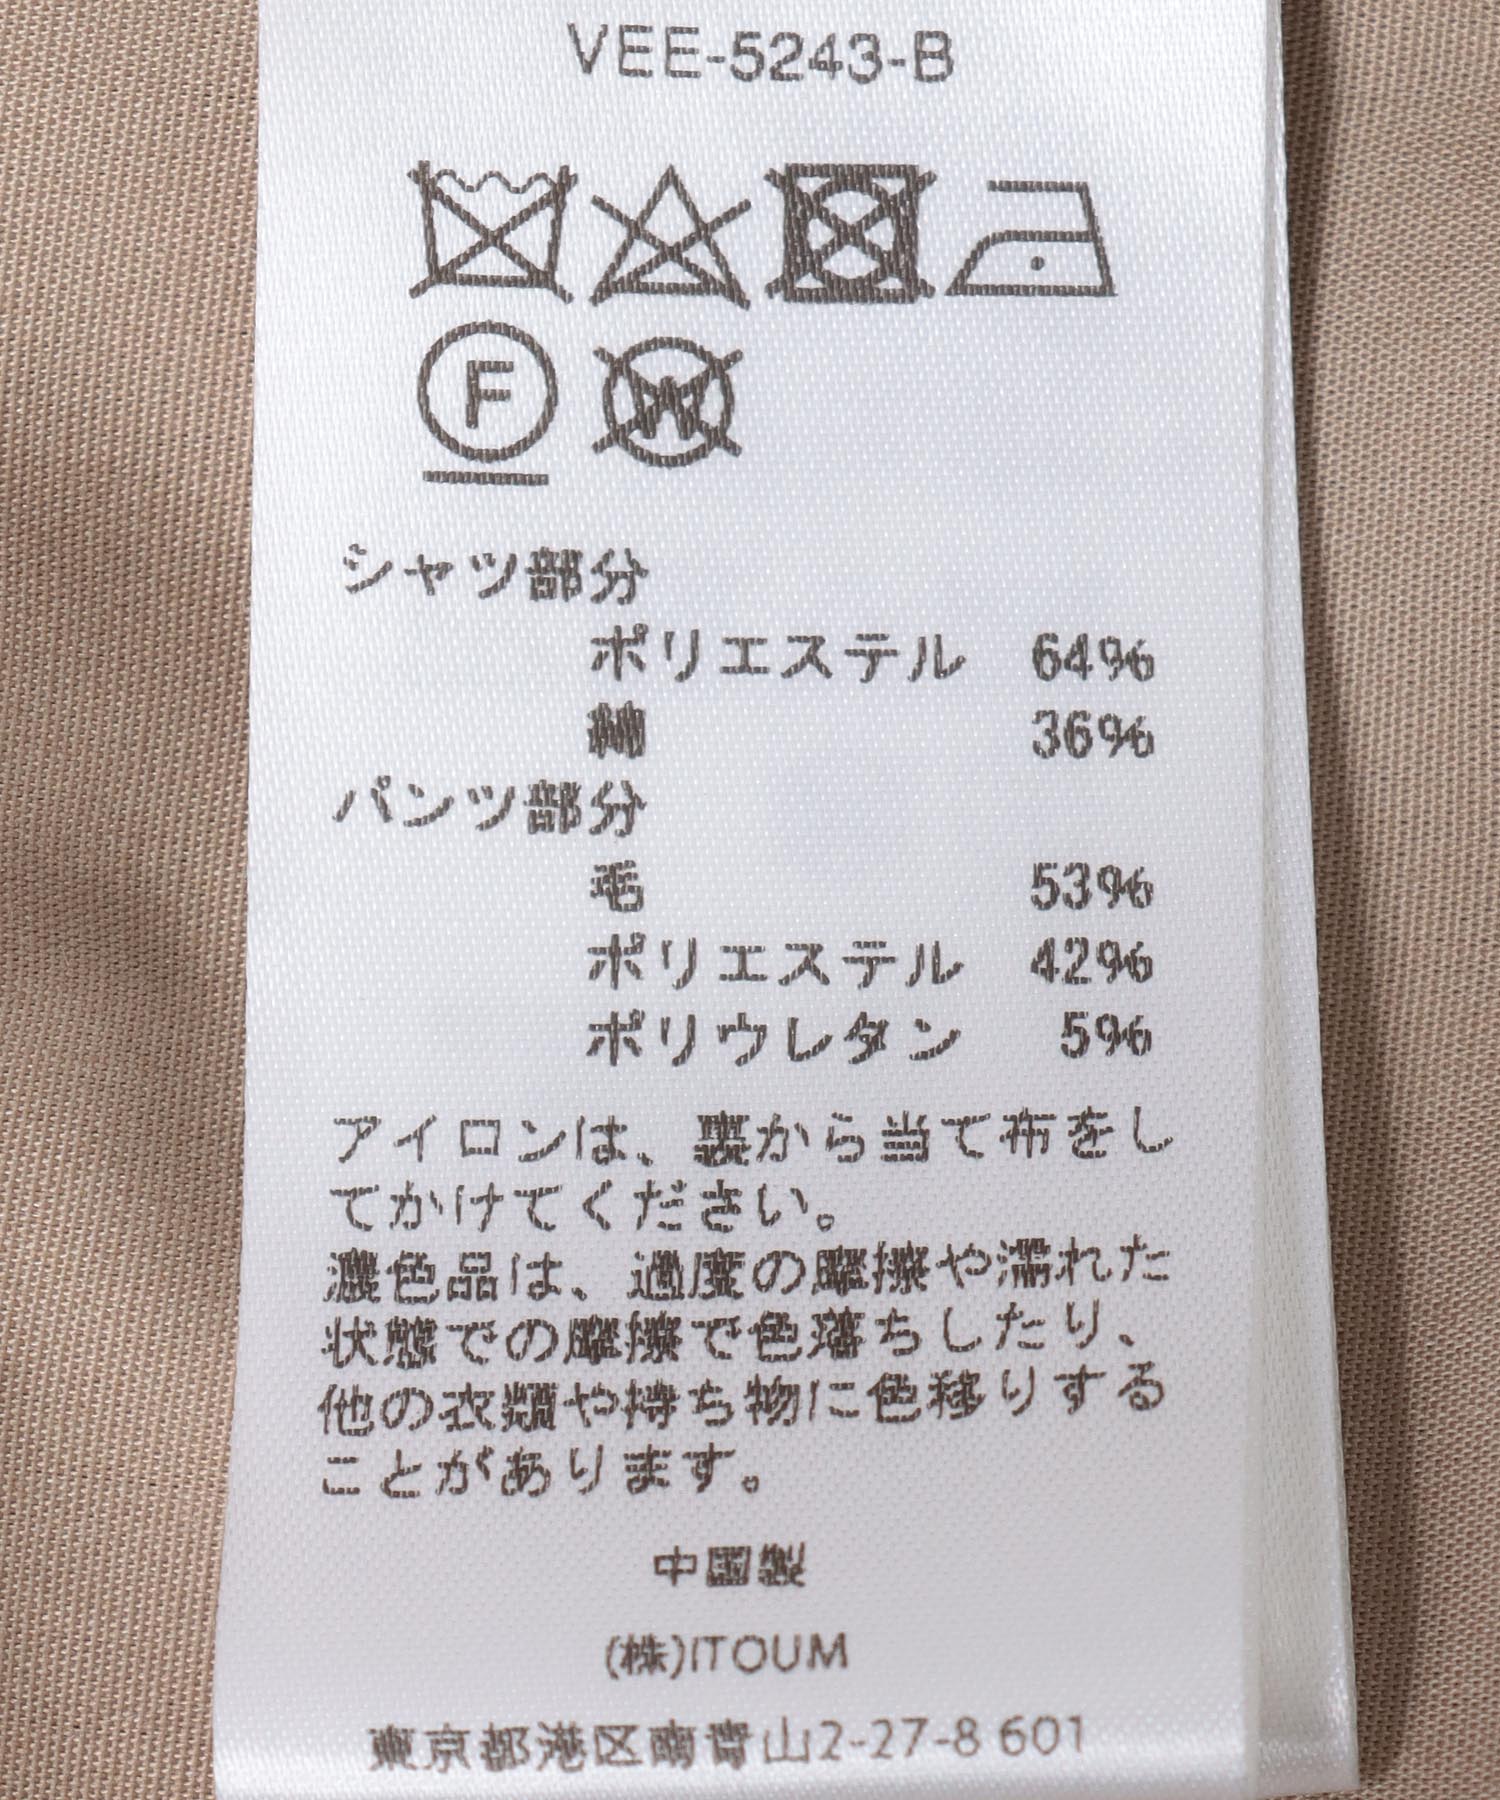 VEE-5243-B
F
W
シャツ部分
ポリエステル 64%
綿 36%
パンツ部分
毛 53%
ポリエステル 42%
ポリウレタン 5%
アイロンは、裏から当て布をし
てかけてください。
濃色品は、過度の摩擦や濡れた
状態での摩擦で色落ちしたり、
他の衣類や持ち物に色移りする
ことがあります。
中国製
(株)ITOUM
東京都港区南青山2-27-8 601